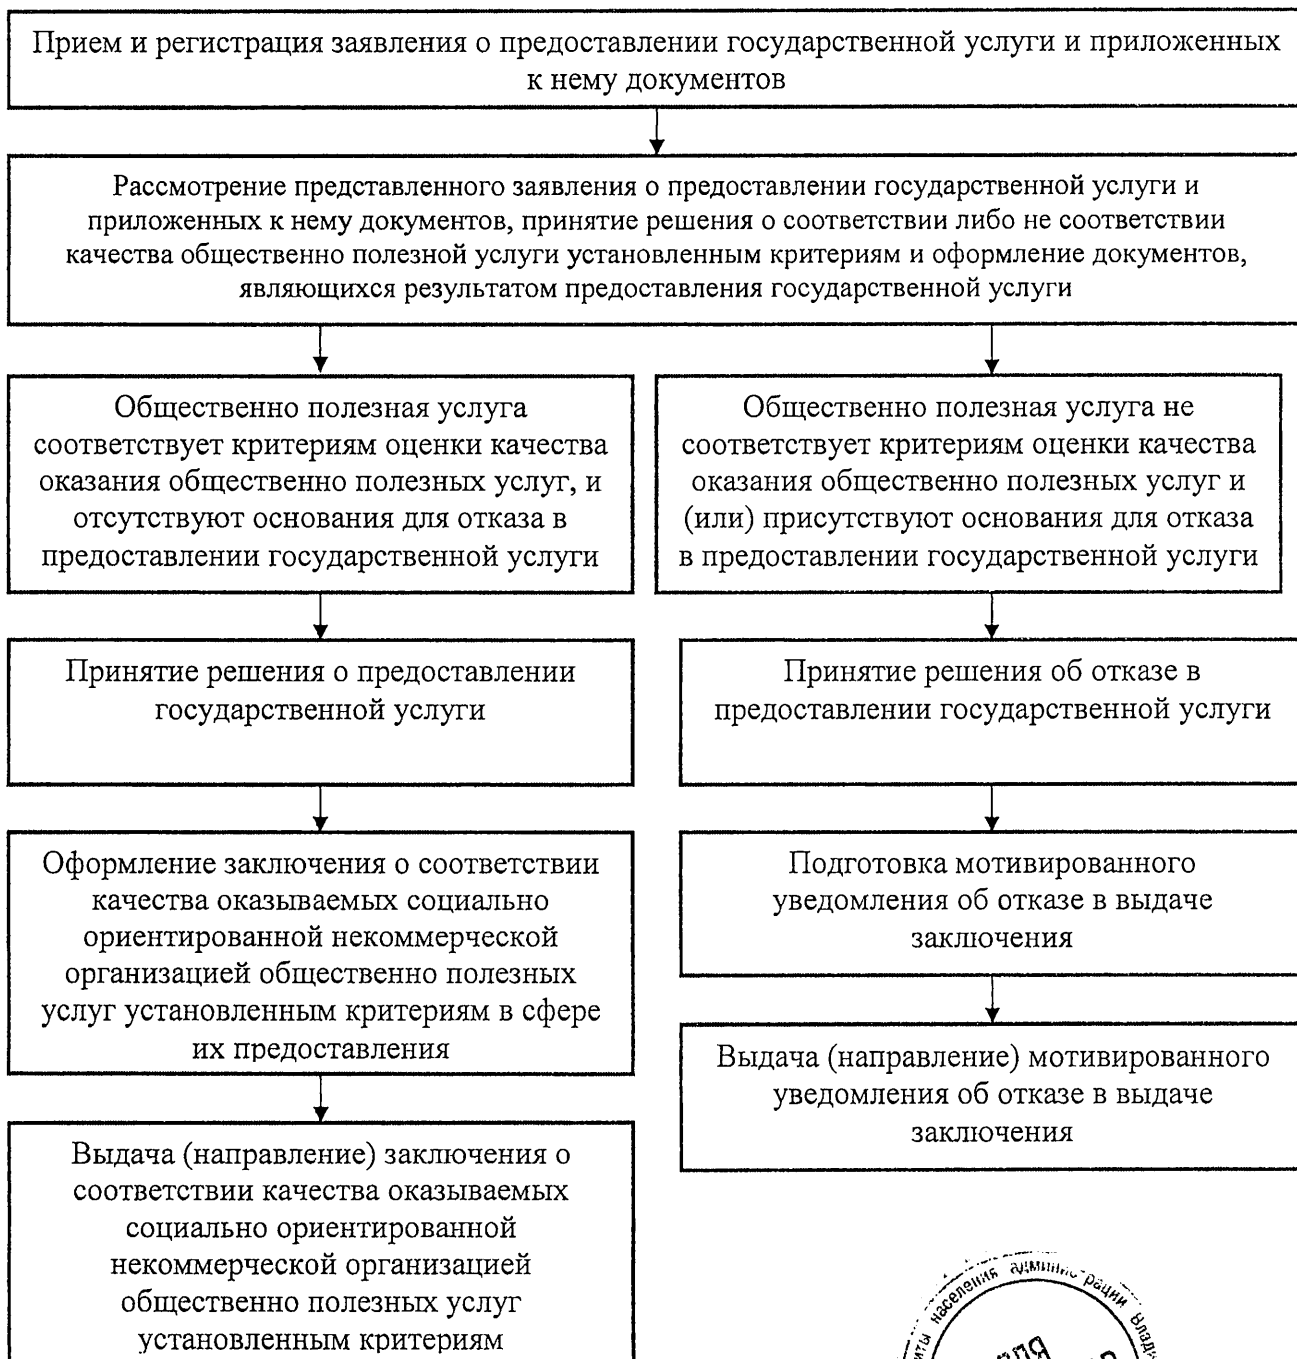 Прием и регистрация заявления о предоставлении государственной услуги и приложенных
к нему документов
Рассмотрение представленного заявления о предоставлении государственной услуги и
приложенных к нему документов, принятие решения о соответствии либо не соответствии
качества общественно полезной услуги установленным критериям и оформление документов,
являющихся результатом предоставления государственной услуги
Общественно полезная услуга
соответствует критериям оценки качества
оказания общественно полезных услуг, и
отсутствуют основания для отказа в
предоставлении государственной услуги
Общественно полезная услуга не
соответствует критериям оценки качества
оказания общественно полезных услуг и
(или) присутствуют основания для отказа
в предоставлении государственной услуги
Принятие решения о предоставлении
государственной услуги
Принятие решения об отказе в
предоставлении государственной услуги
Оформление заключения о соответствии
качества оказываемых социально
ориентированной некоммерческой
организацией общественно полезных
услуг установленным критериям в сфере
их предоставления
Подготовка мотивированного
уведомления об отказе в выдаче
заключения
Выдача (направление) мотивированного
уведомления об отказе в выдаче
заключения
Выдача (направление) заключения о
соответствии качества оказываемых
социально ориентированной
некоммерческой организацией
общественно полезных услуг
установленным критериям
населения